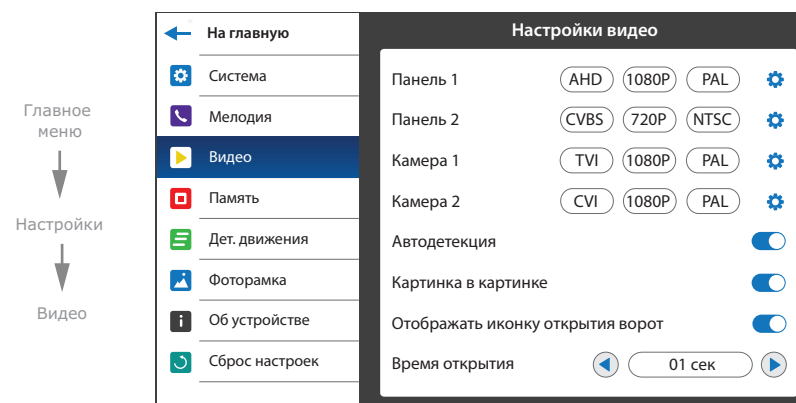 Главное
меню
Настройки
Видео
На главную
Система
Мелодия
Видео
Память
Дет. движения
Фоторамка
Об устройстве
Сброс настроек
Настройки видео
Панель 1 AHD 1080P PAL
Панель 2 CVBS 720P NTSC
Камера 1 TVI 1080P PAL
Камера 2 CVI 1080P PAL
Автодетекция
Картинка в картинке
Отображать иконку открытия ворот
Время открытия 01 сек